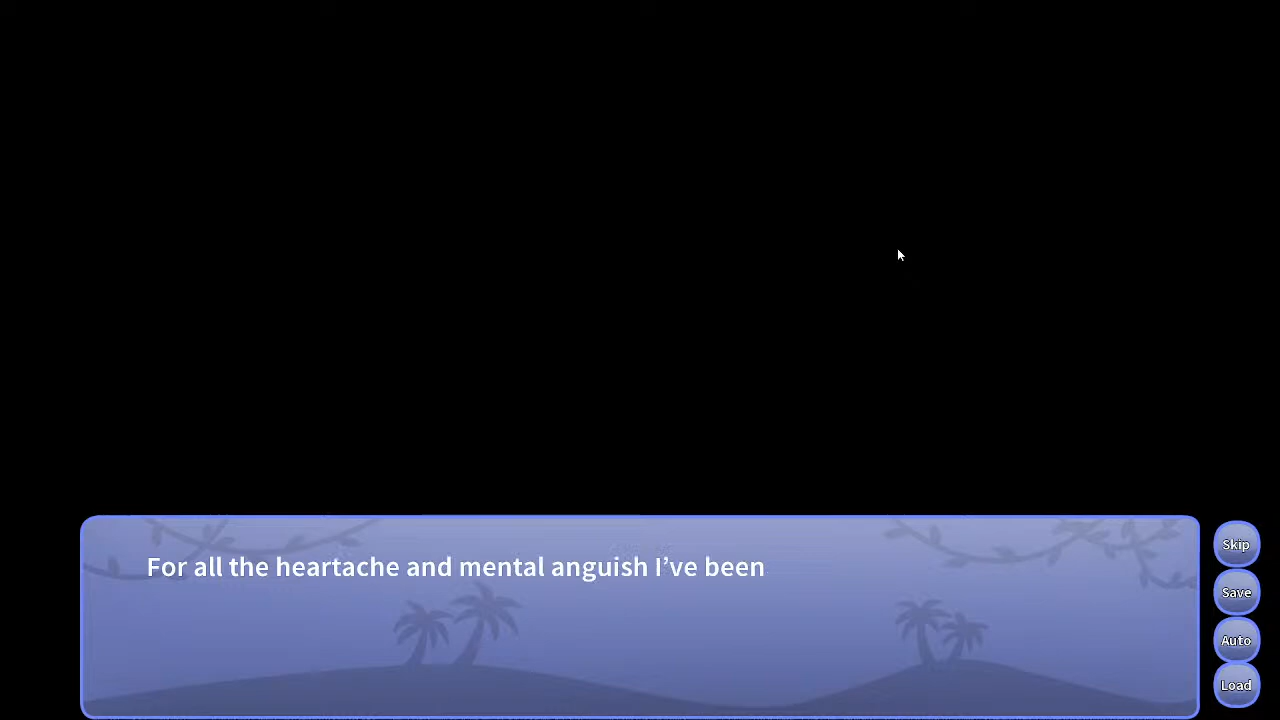 For all the heartache and mental anguish I’ve been
Skip
Save
Auto
Load